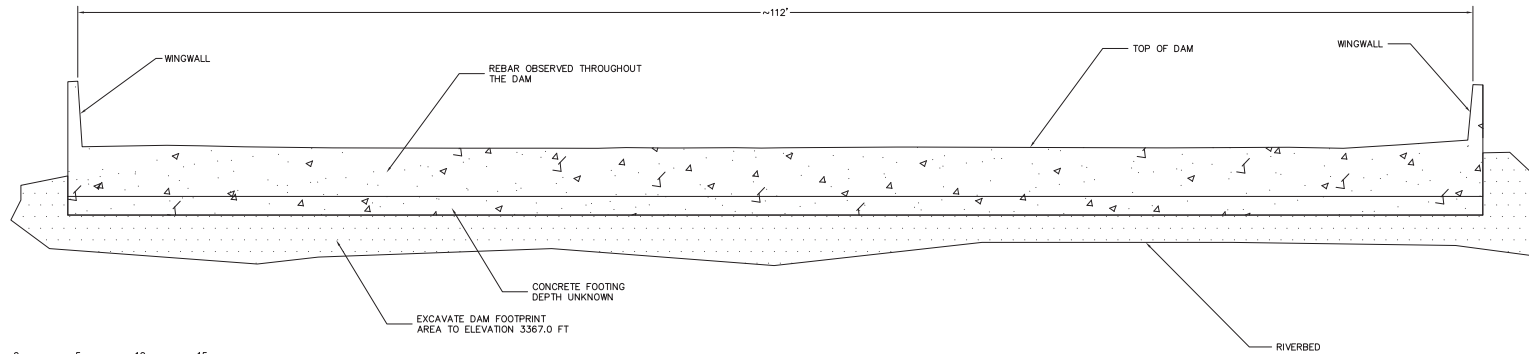 ~112'
WINGWALL
REBAR OBSERVED THROUGHOUT
THE DAM
TOP OF DAM
WINGWALL
CONCRETE FOOTING
DEPTH UNKNOWN
EXCAVATE DAM FOOTPRINT
AREA TO ELEVATION 3367.0 FT
RIVERBED